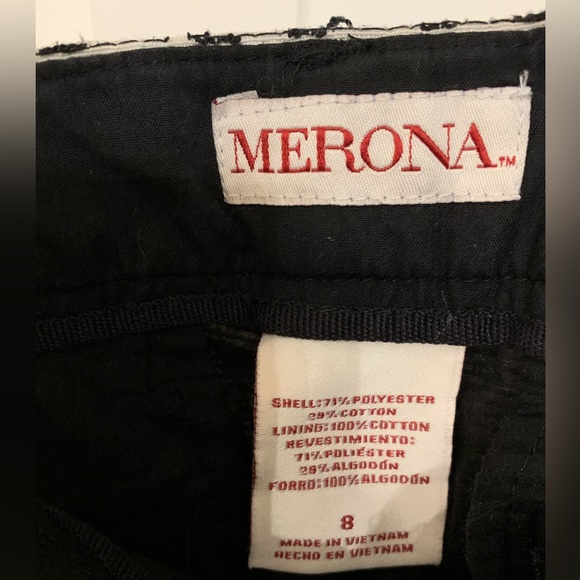 MERONA™
SHELL:71% POLYESTER
29% COTTON
LINING:100% COTTON
REVESTIMIENTO:
71% POLIÉSTER
29% ALGODÓN
FORRO:100% ALGODÓN
8
MADE IN VIETNAM
HECHO EN VIETNAM